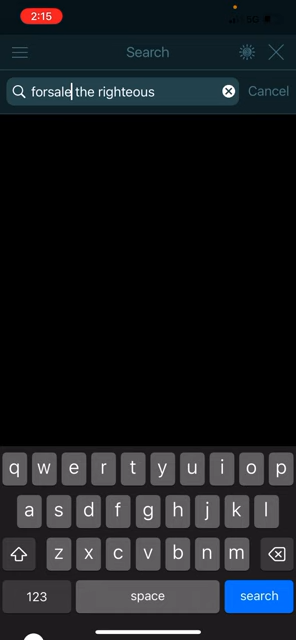 2:15
5G
Search
forsale the righteous
Cancel
q w e r t y u i o p
a s d f g h j k l
z x c v b n m
123 space search